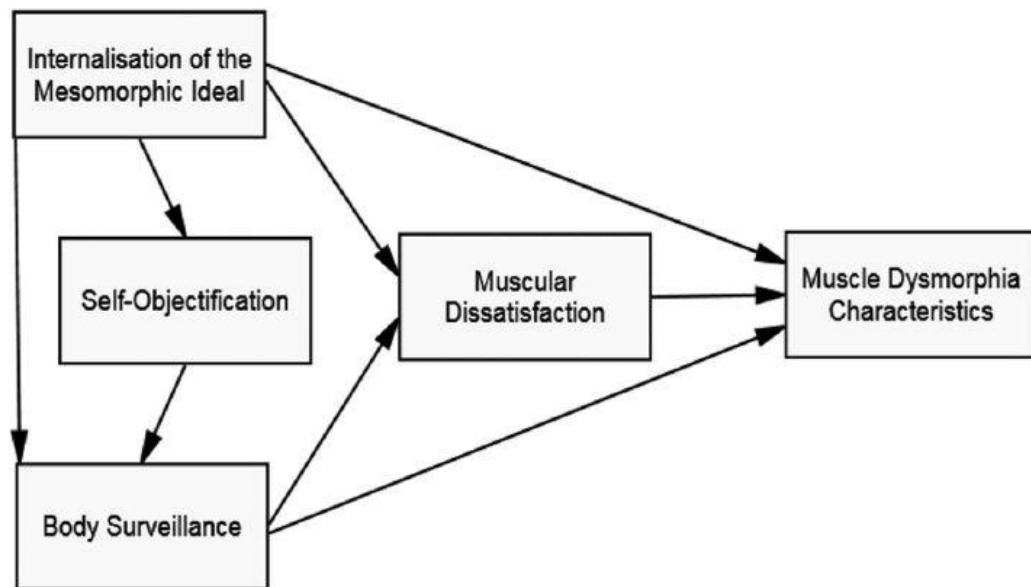 Internalisation of the
Mesomorphic Ideal
Self-Objectification
Muscular
Dissatisfaction
Muscle Dysmorphia
Characteristics
Body Surveillance